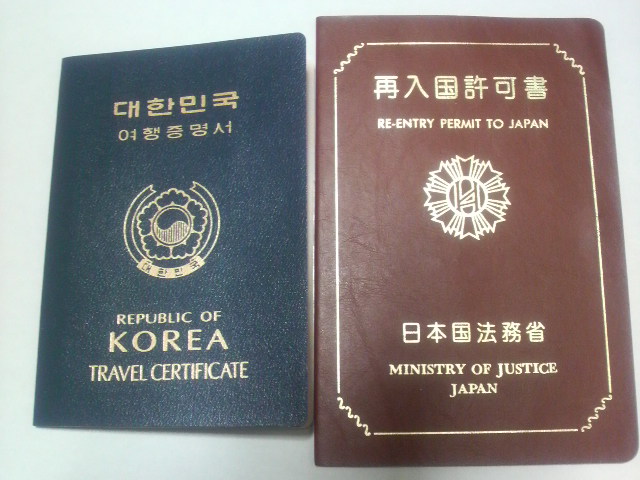 대한민국
여행증명서
대한민국
REPUBLIC OF
KOREA
TRAVEL CERTIFICATE
再入国許可書
RE-ENTRY PERMIT TO JAPAN
日本国法務省
MINISTRY OF JUSTICE
JAPAN